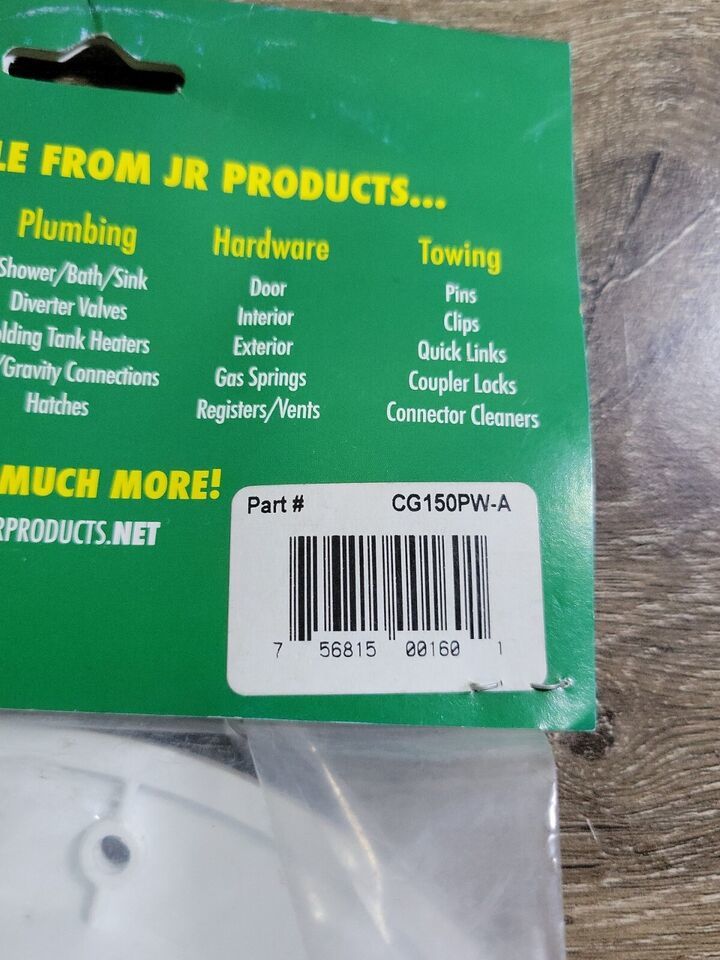 LE FROM JR PRODUCTS...
Plumbing
Shower/Bath/Sink
Diverter Valves
olding Tank Heaters
/Gravity Connections
Hatches
Hardware
Door
Interior
Exterior
Gas Springs
Registers/Vents
Towing
Pins
Clips
Quick Links
Coupler Locks
Connector Cleaners
MUCH MORE!
RPRODUCTS.NET
Part # CG150PW-A
7 56815 00160 1